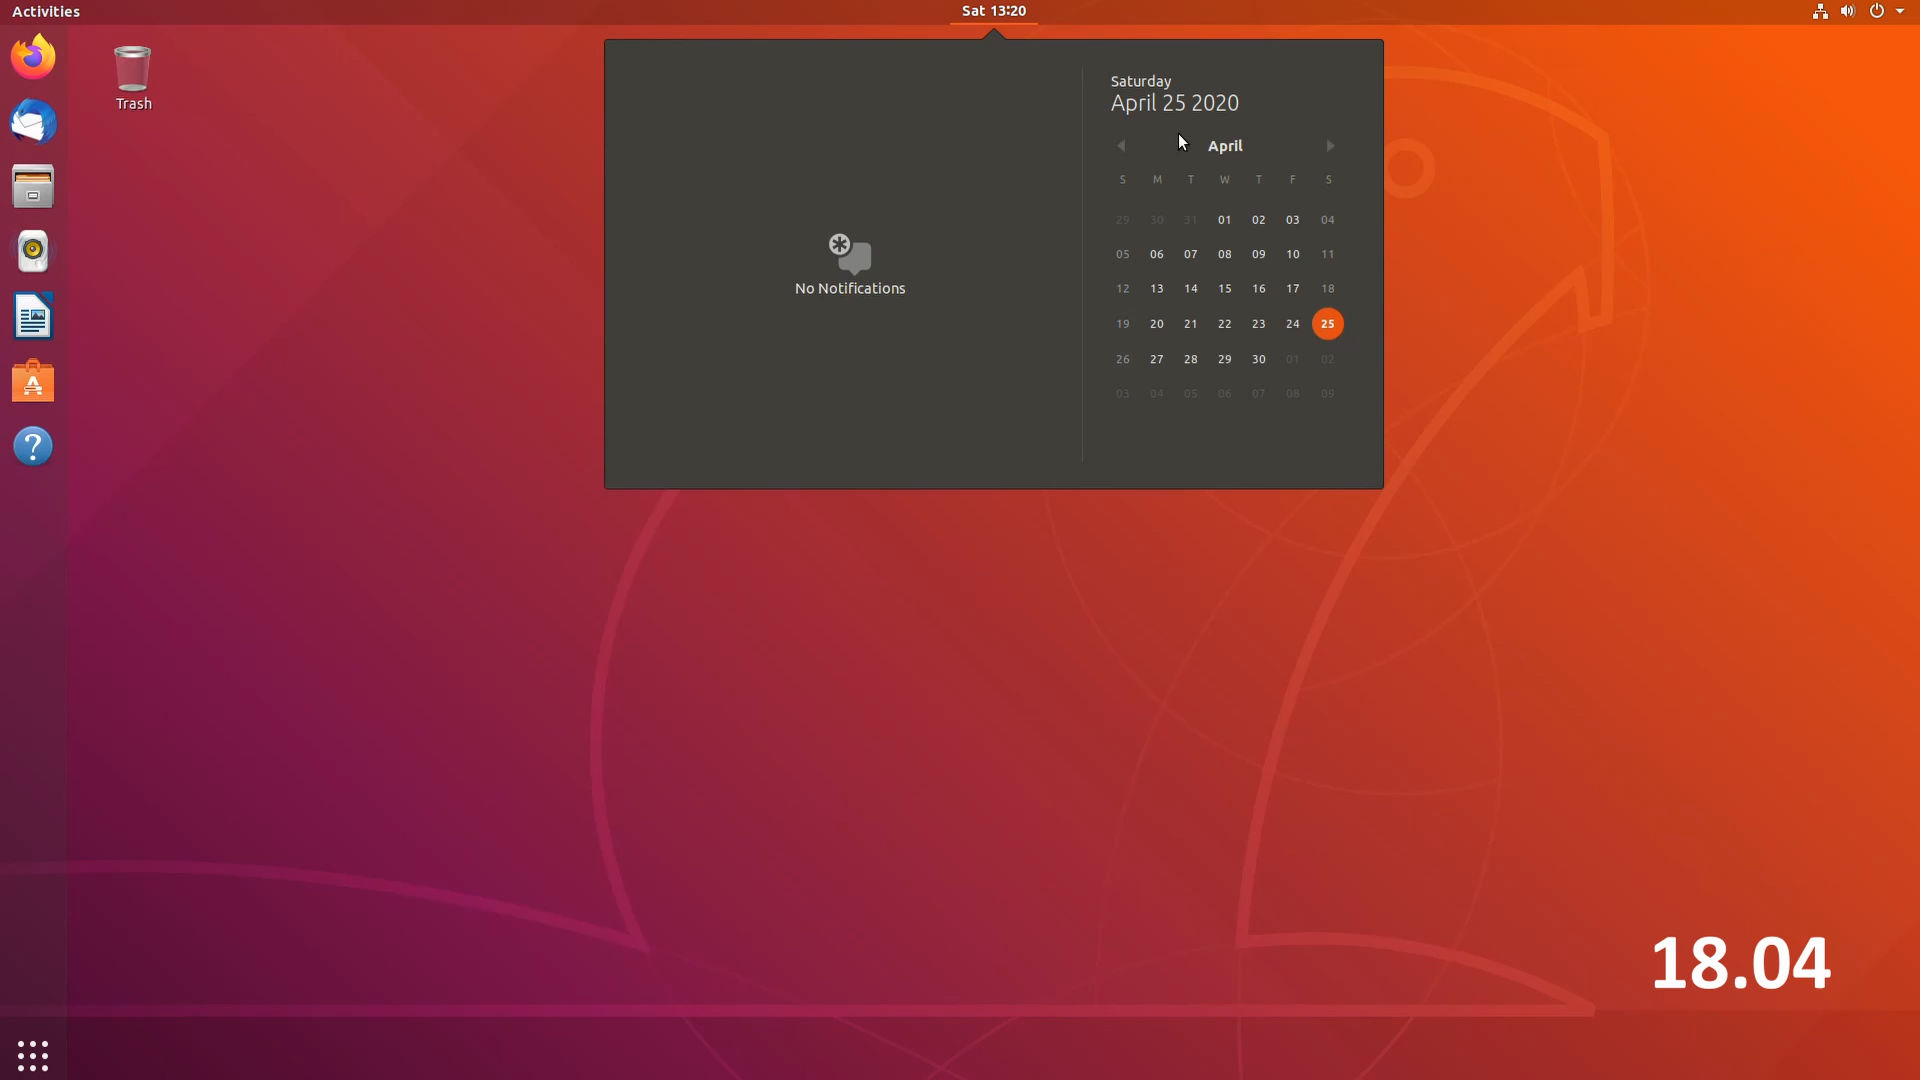 Activities
Sat 13:20
Trash
Saturday
April 25 2020
April
S M T W T F S
29 30 31 01 02 03 04
05 06 07 08 09 10 11
12 13 14 15 16 17 18
19 20 21 22 23 24 25
26 27 28 29 30 01 02
03 04 05 06 07 08 09
No Notifications
18.04